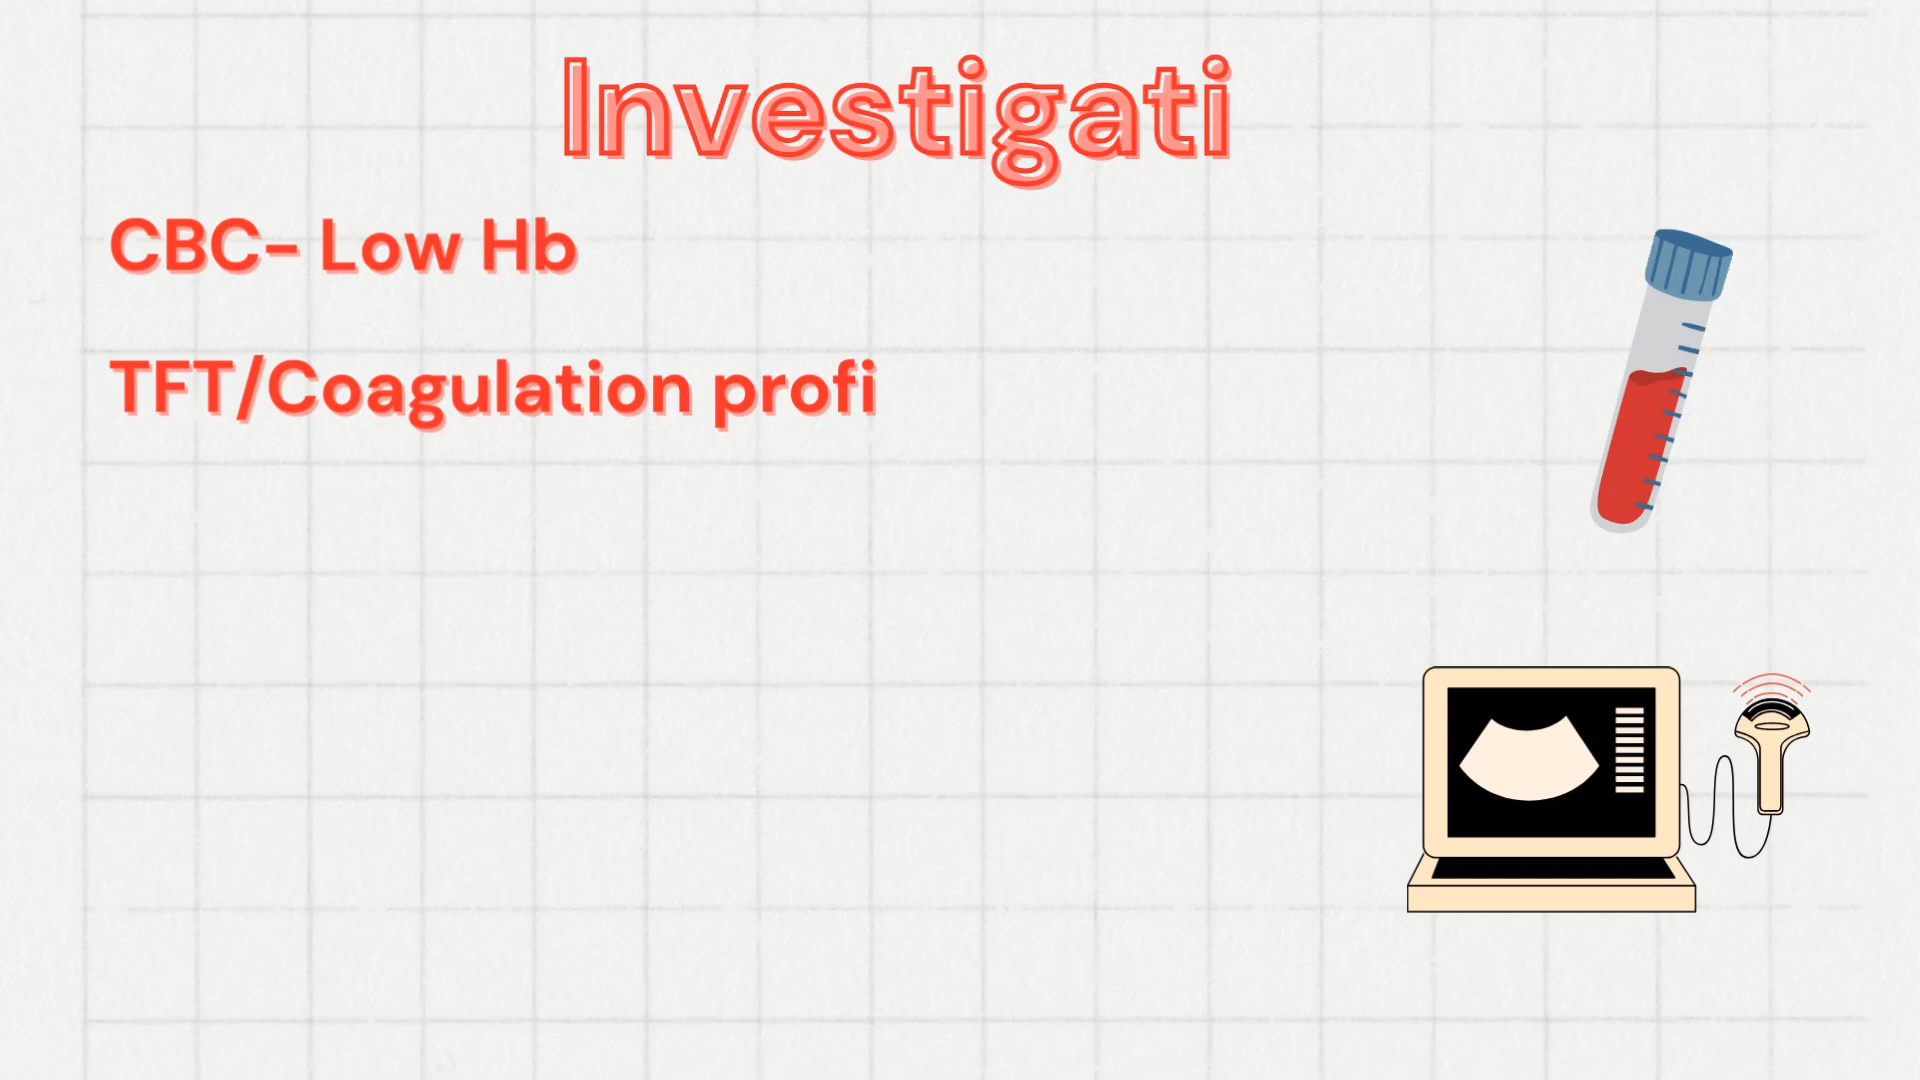 Investigati
CBC- Low Hb
TFT/Coagulation profi